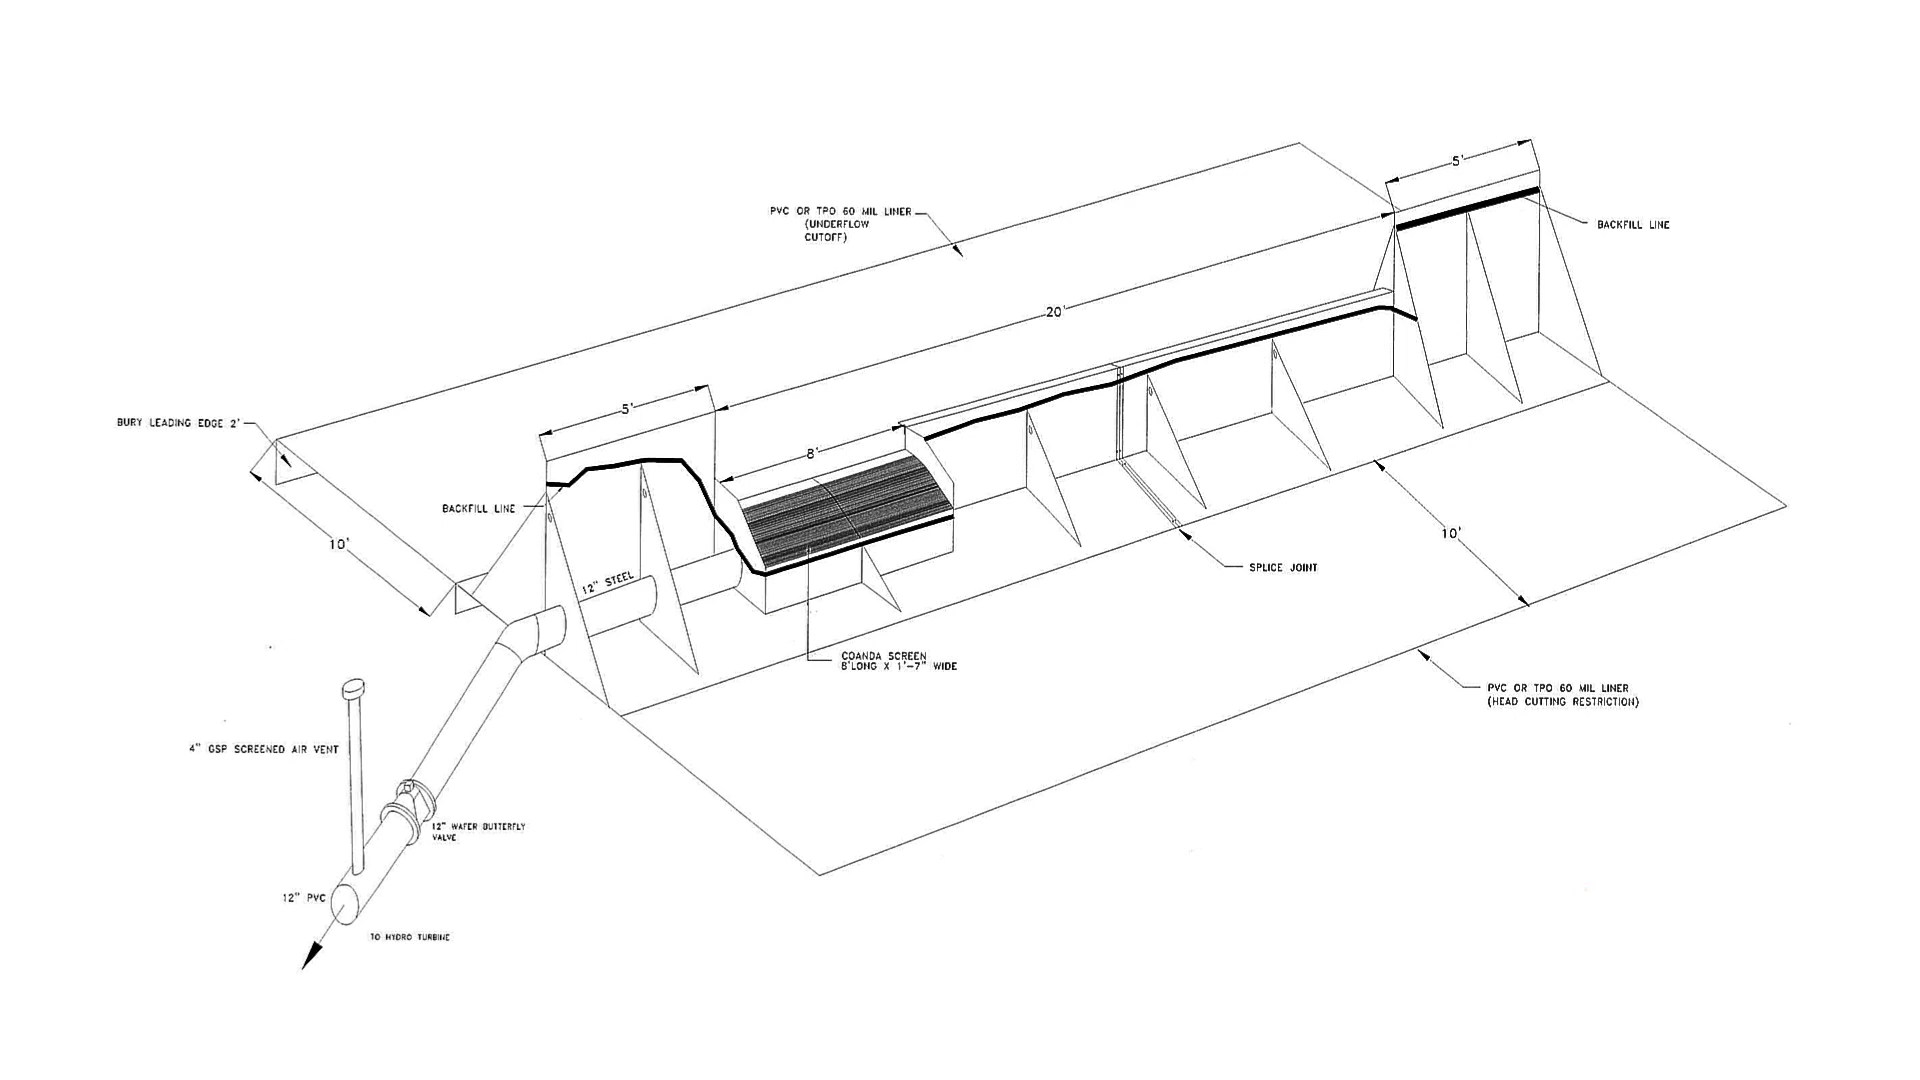 5'
PVC OR TPO 60 MIL LINER
(UNDERFLOW
CUTOFF)
BACKFILL LINE
20'
5'
BURY LEADING EDGE 2'
8'
BACKFILL LINE
10'
10'
SPLICE JOINT
12" STEEL
COANDA SCREEN
8'LONG X 1'-7" WIDE
PVC OR TPO 60 MIL LINER
(HEAD CUTTING RESTRICTION)
4" GSP SCREENED AIR VENT
12" WAFER BUTTERFLY
VALVE
12" PVC
TO HYDRO TURBINE